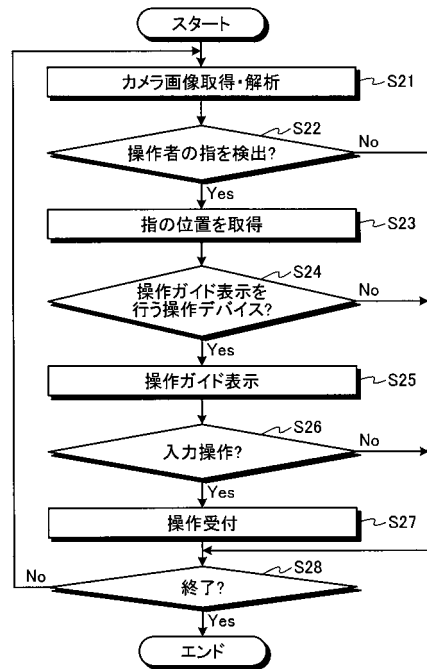 スタート
カメラ画像取得・解析
S21
操作者の指を検出?
S22
No
Yes
指の位置を取得
S23
操作ガイド表示を
行う操作デバイス?
S24
No
Yes
操作ガイド表示
S25
入力操作?
S26
No
Yes
操作受付
S27
終了?
S28
No
Yes
エンド